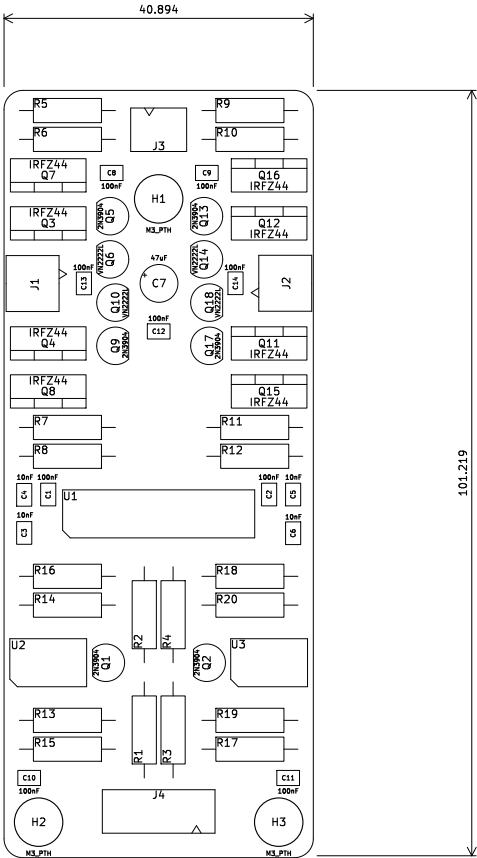 40.894
R5
R9
R6
R10
J3
IRFZ44
Q7
C8
100nF
C9
100nF
Q16
IRFZ44
H1
M3_PTH
IRFZ44
Q3
2N3904
Q5
Q13
2N3904
Q12
IRFZ44
VN2222L
Q6
Q14
VN2222L
47uF
C7
J1
100nF
C13
100nF
C14
J2
Q10
VN2222L
Q18
VN2222L
100nF
C12
IRFZ44
Q4
Q9
2N3904
Q17
2N3904
Q11
IRFZ44
IRFZ44
Q8
Q15
IRFZ44
R7
R11
R8
R12
101.219
10nF
C4
100nF
C1
U1
100nF
C2
10nF
C5
10nF
C3
10nF
C6
R16
R18
R14
R20
R2
R4
U2
2N3904
Q1
2N3904
Q2
U3
R13
R19
R15
R17
R1
R3
C10
100nF
C11
100nF
J4
H2
M3_PTH
H3
M3_PTH